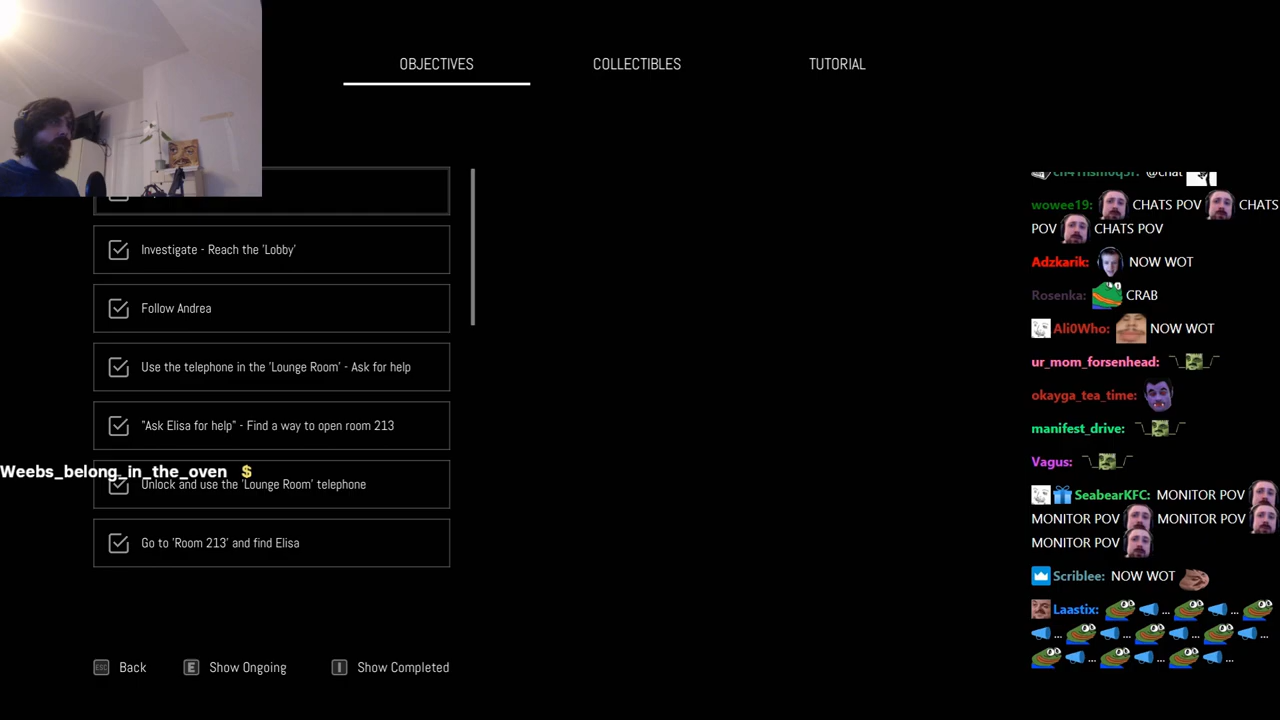 OBJECTIVES
COLLECTIBLES
TUTORIAL
Investigate - Reach the 'Lobby'
Follow Andrea
Use the telephone in the 'Lounge Room' - Ask for help
"Ask Elisa for help" - Find a way to open room 213
Weebs_belong_in_the_oven $
Unlock and use the 'Lounge Room' telephone
Go to 'Room 213' and find Elisa
ESC Back
E Show Ongoing
I Show Completed
@chat
wowee19: CHATS POV CHATS
POV CHATS POV
Adzkarik: NOW WOT
Rosenka: CRAB
Ali0Who: NOW WOT
ur_mom_forsenhead:
okayga_tea_time:
manifest_drive:
Vagus:
SeabearKFC: MONITOR POV
MONITOR POV MONITOR POV
MONITOR POV
Scriblee: NOW WOT
Laastix: ... ...
... ... ... ...
... ... ...